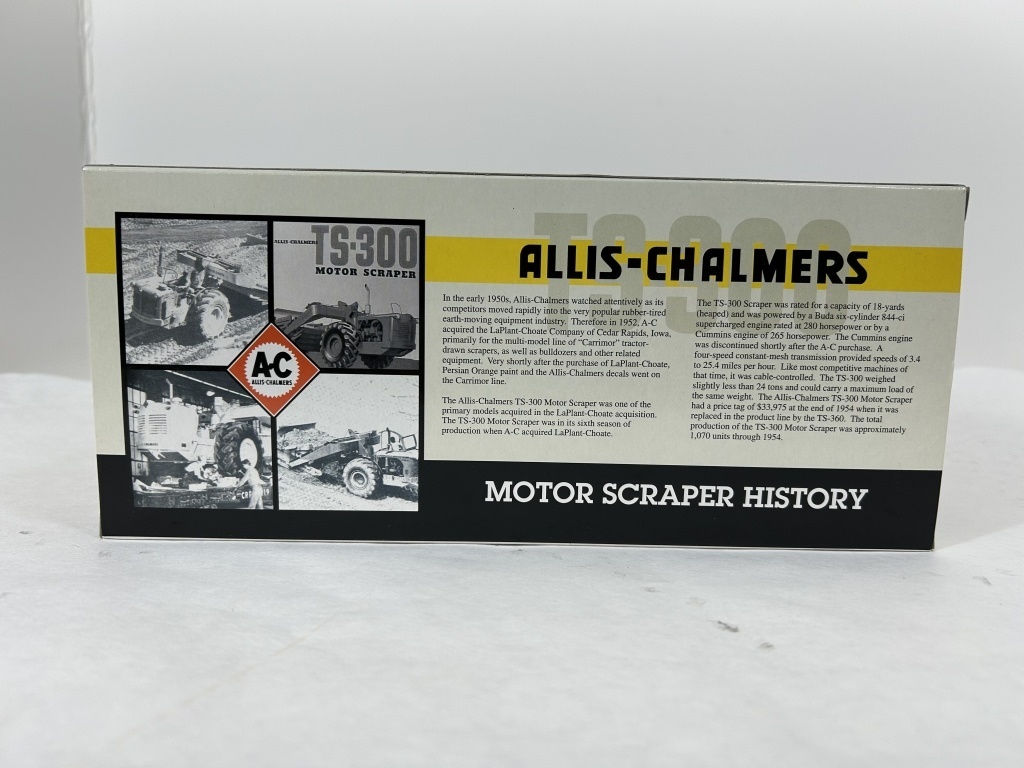 TS-300
ALLIS-CHALMERS
ALLIS-CHALMERS
TS-300
MOTOR SCRAPER
A-C
ALLIS-CHALMERS
In the early 1950s, Allis-Chalmers watched attentively as its
competitors moved rapidly into the very popular rubber-tired
earth-moving equipment industry. Therefore in 1952, A-C
acquired the LaPlant-Choate Company of Cedar Rapids, Iowa,
primarily for the multi-model line of "Carrimor" tractor-
drawn scrapers, as well as bulldozers and other related
equipment. Very shortly after the purchase of LaPlant-Choate,
Persian Orange paint and the Allis-Chalmers decals went on
the Carrimor line.
The Allis-Chalmers TS-300 Motor Scraper was one of the
primary models acquired in the LaPlant-Choate acquisition.
The TS-300 Motor Scraper was in its sixth season of
production when A-C acquired LaPlant-Choate.
The TS-300 Scraper was rated for a capacity of 18-yards
(heaped) and was powered by a Buda six-cylinder 844-ci
supercharged engine rated at 280 horsepower or by a
Cummins engine of 265 horsepower. The Cummins engine
was discontinued shortly after the A-C purchase. A
four-speed constant-mesh transmission provided speeds of 3.4
to 25.4 miles per hour. Like most competitive machines of
that time, it was cable-controlled. The TS-300 weighed
slightly less than 24 tons and could carry a maximum load of
the same weight. The Allis-Chalmers TS-300 Motor Scraper
had a price tag of $33,975 at the end of 1954 when it was
replaced in the product line by the TS-360. The total
production of the TS-300 Motor Scraper was approximately
1,070 units through 1954.
MOTOR SCRAPER HISTORY